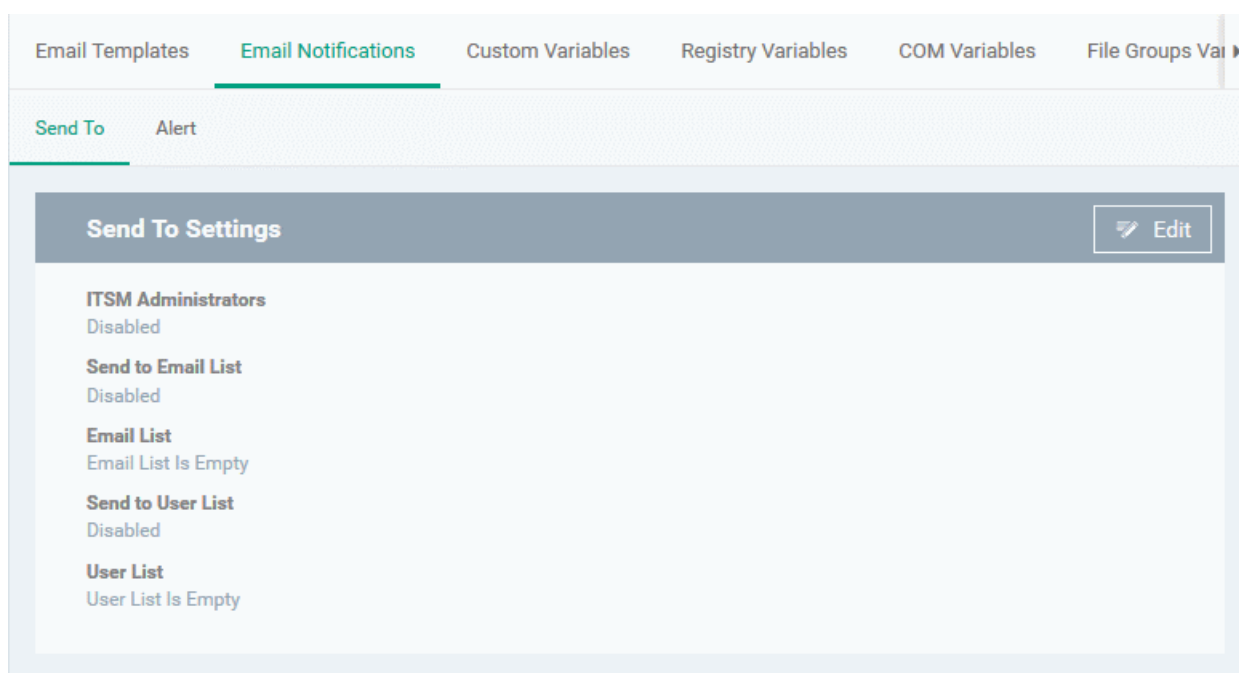 Email Templates Email Notifications Custom Variables Registry Variables COM Variables File Groups
Send To Alert
Send To Settings Edit
ITSM Administrators
Disabled
Send to Email List
Disabled
Email List
Email List Is Empty
Send to User List
Disabled
User List
User List Is Empty